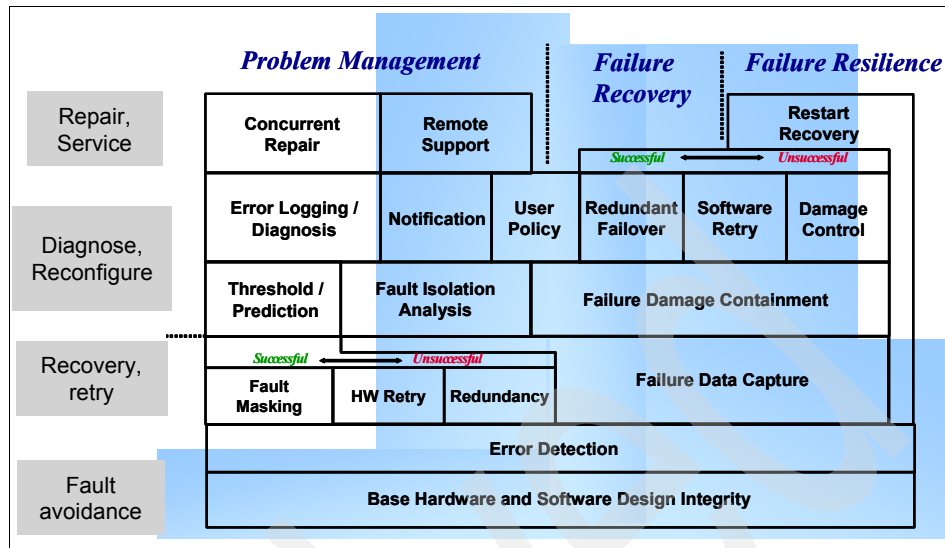 Problem Management
Failure
Recovery
Failure Resilience
Repair,
Service
Concurrent
Repair
Remote
Support
Restart
Recovery
Successful
Unsuccessful
Diagnose,
Reconfigure
Error Logging /
Diagnosis
Notification
User
Policy
Redundant
Failover
Software
Retry
Damage
Control
Threshold /
Prediction
Fault Isolation
Analysis
Failure Damage Containment
Recovery,
retry
Successful
Unsuccessful
Fault
Masking
HW Retry
Redundancy
Failure Data Capture
Error Detection
Fault
avoidance
Base Hardware and Software Design Integrity